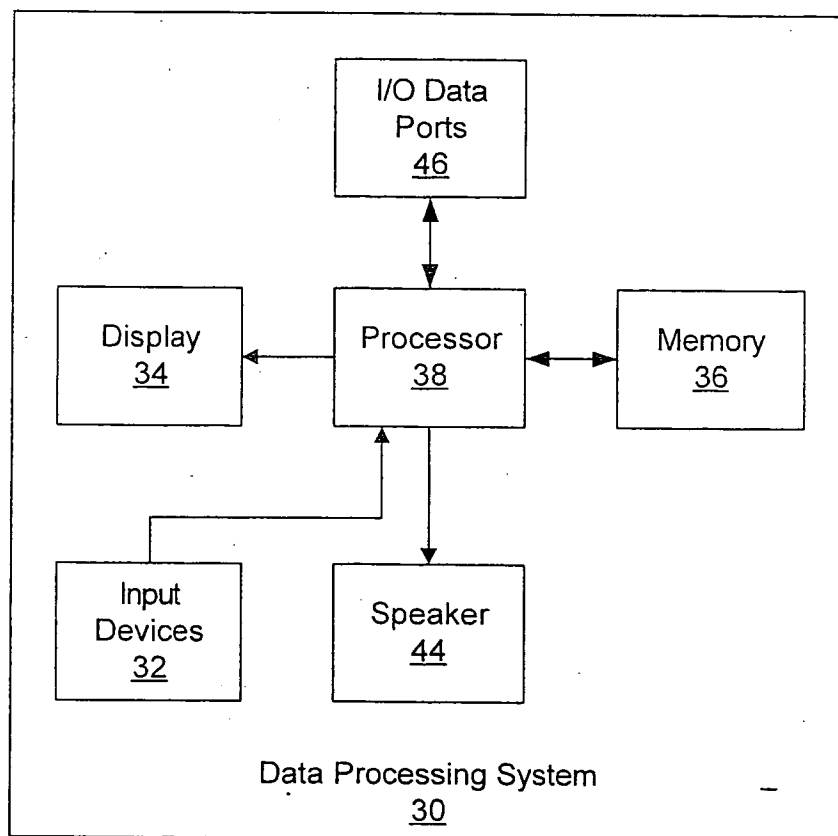 I/O Data
Ports
46
Display
34
Processor
38
Memory
36
Input
Devices
32
Speaker
44
Data Processing System
30